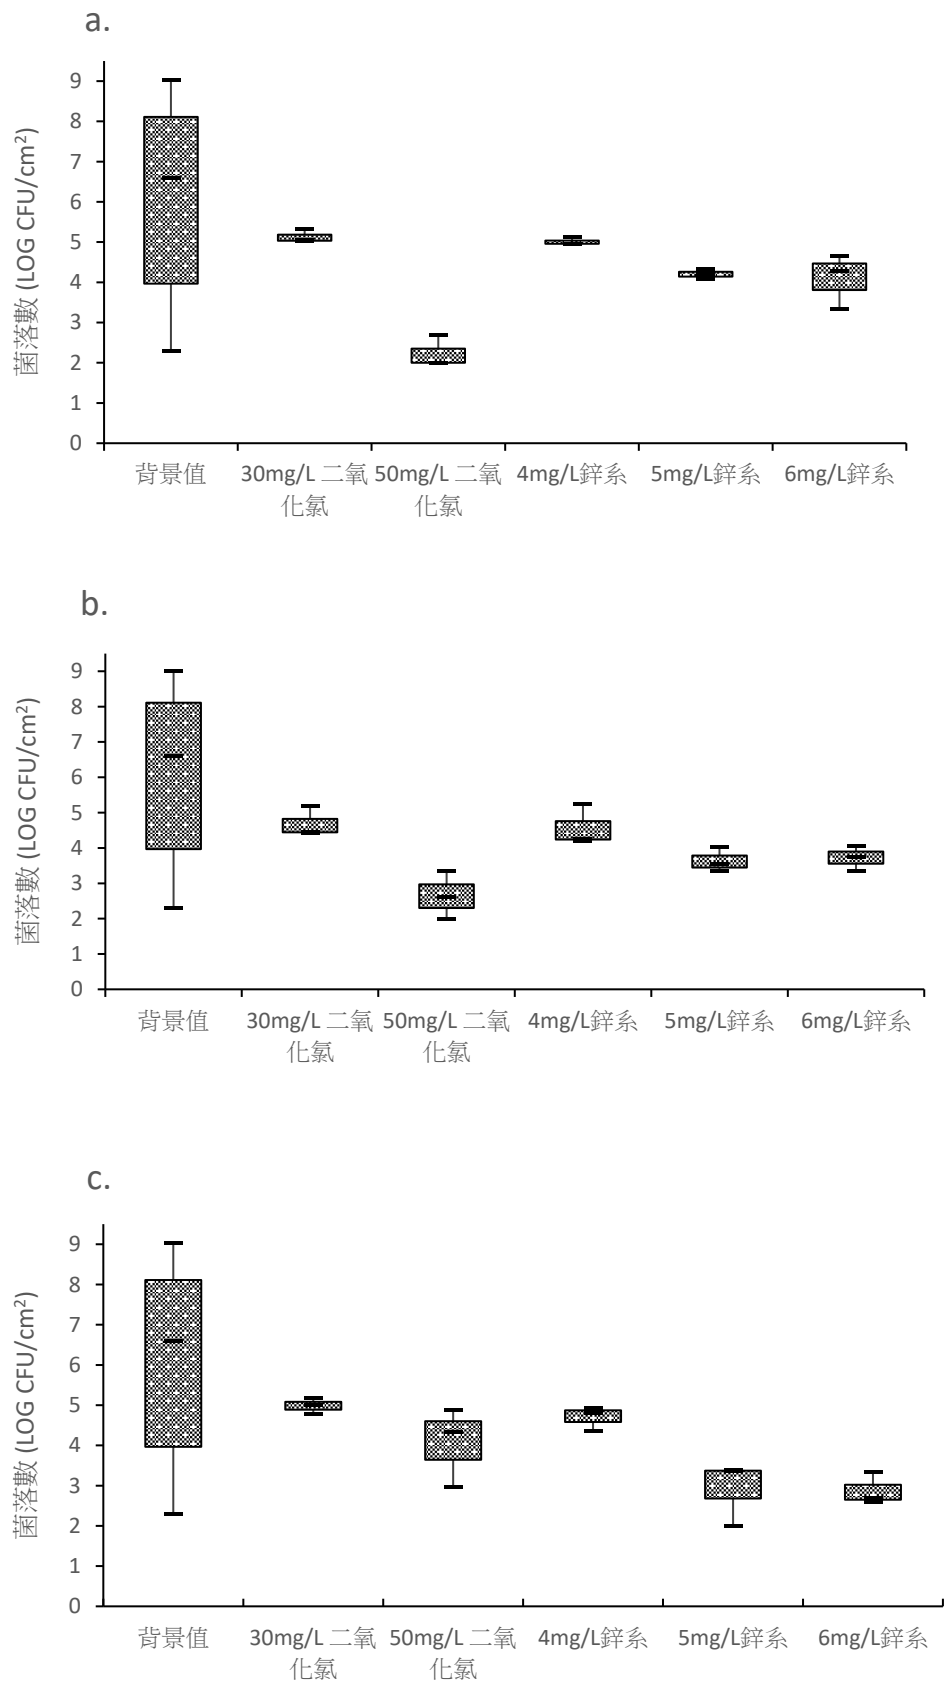 a.
菌落數 (LOG CFU/cm²)
9
8
7
6
5
4
3
2
1
0
背景值
30mg/L 二氧
化氯
50mg/L 二氧
化氯
4mg/L鋅系
5mg/L鋅系
6mg/L鋅系
b.
菌落數 (LOG CFU/cm²)
9
8
7
6
5
4
3
2
1
0
背景值
30mg/L 二氧
化氯
50mg/L 二氧
化氯
4mg/L鋅系
5mg/L鋅系
6mg/L鋅系
c.
菌落數 (LOG CFU/cm²)
9
8
7
6
5
4
3
2
1
0
背景值
30mg/L 二氧
化氯
50mg/L 二氧
化氯
4mg/L鋅系
5mg/L鋅系
6mg/L鋅系